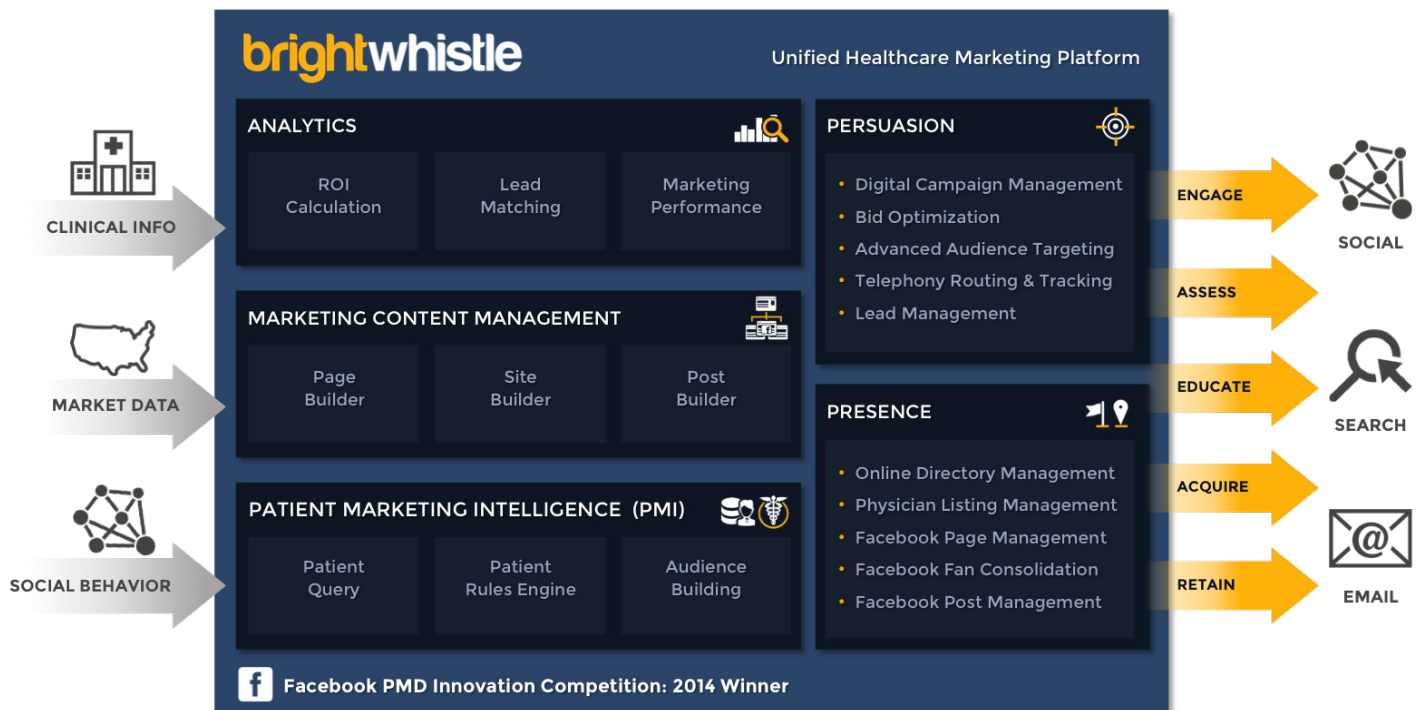 brightwhistle
Unified Healthcare Marketing Platform
CLINICAL INFO
MARKET DATA
SOCIAL BEHAVIOR
ANALYTICS
ROI
Calculation
Lead
Matching
Marketing
Performance
MARKETING CONTENT MANAGEMENT
Page
Builder
Site
Builder
Post
Builder
PATIENT MARKETING INTELLIGENCE (PMI)
Patient
Query
Patient
Rules Engine
Audience
Building
PERSUASION
• Digital Campaign Management
• Bid Optimization
• Advanced Audience Targeting
• Telephony Routing & Tracking
• Lead Management
PRESENCE
• Online Directory Management
• Physician Listing Management
• Facebook Page Management
• Facebook Fan Consolidation
• Facebook Post Management
ENGAGE
ASSESS
EDUCATE
ACQUIRE
RETAIN
SOCIAL
SEARCH
@
EMAIL
f Facebook PMD Innovation Competition: 2014 Winner